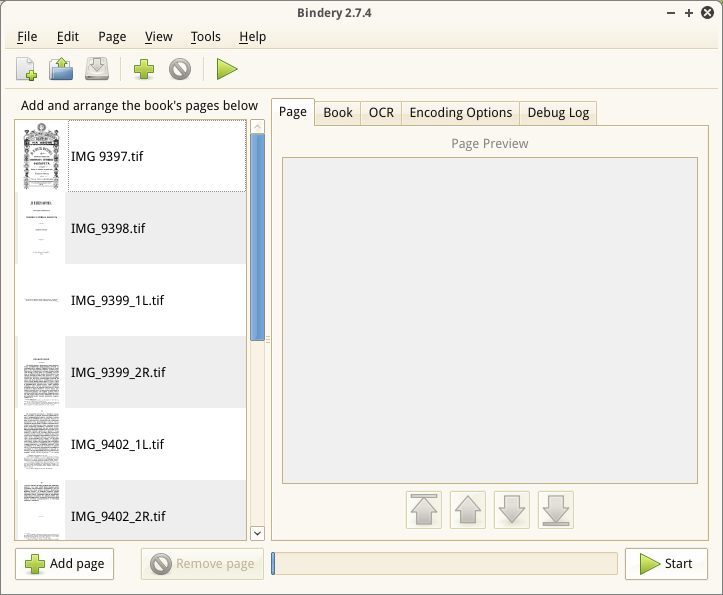 Bindery 2.7.4
File Edit Page View Tools Help
Add and arrange the book's pages below
Page Book OCR Encoding Options Debug Log
Page Preview
IMG 9397.tif
IMG_9398.tif
IMG_9399_1L.tif
IMG_9399_2R.tif
IMG_9402_1L.tif
IMG_9402_2R.tif
Add page
Remove page
Start